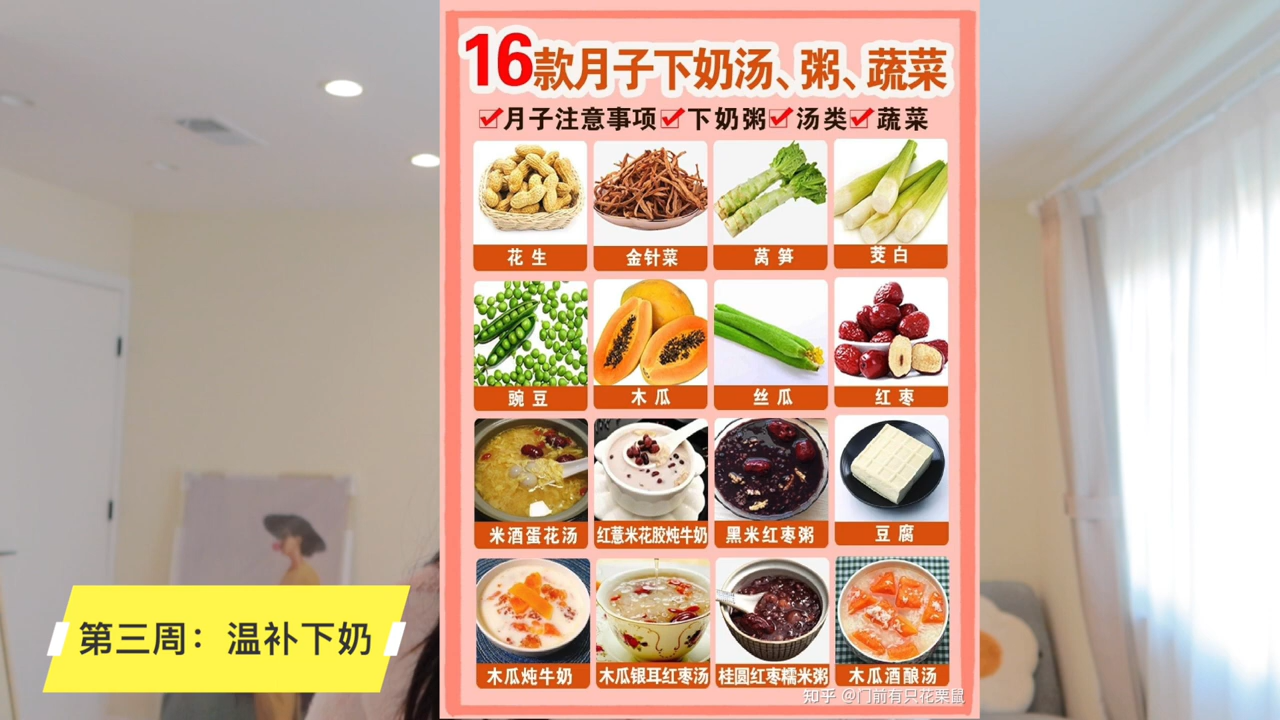 16款月子下奶汤、粥、蔬菜
月子注意事项 下奶粥 汤类 蔬菜
花生 金针菜 莴笋 茭白
豌豆 木瓜 丝瓜 红枣
米酒蛋花汤 红薏米花胶炖牛奶 黑米红枣粥 豆腐
木瓜炖牛奶 木瓜银耳红枣汤 桂圆红枣糯米粥 木瓜酒酿汤
知乎 @门前有只花栗鼠
第三周：温补下奶